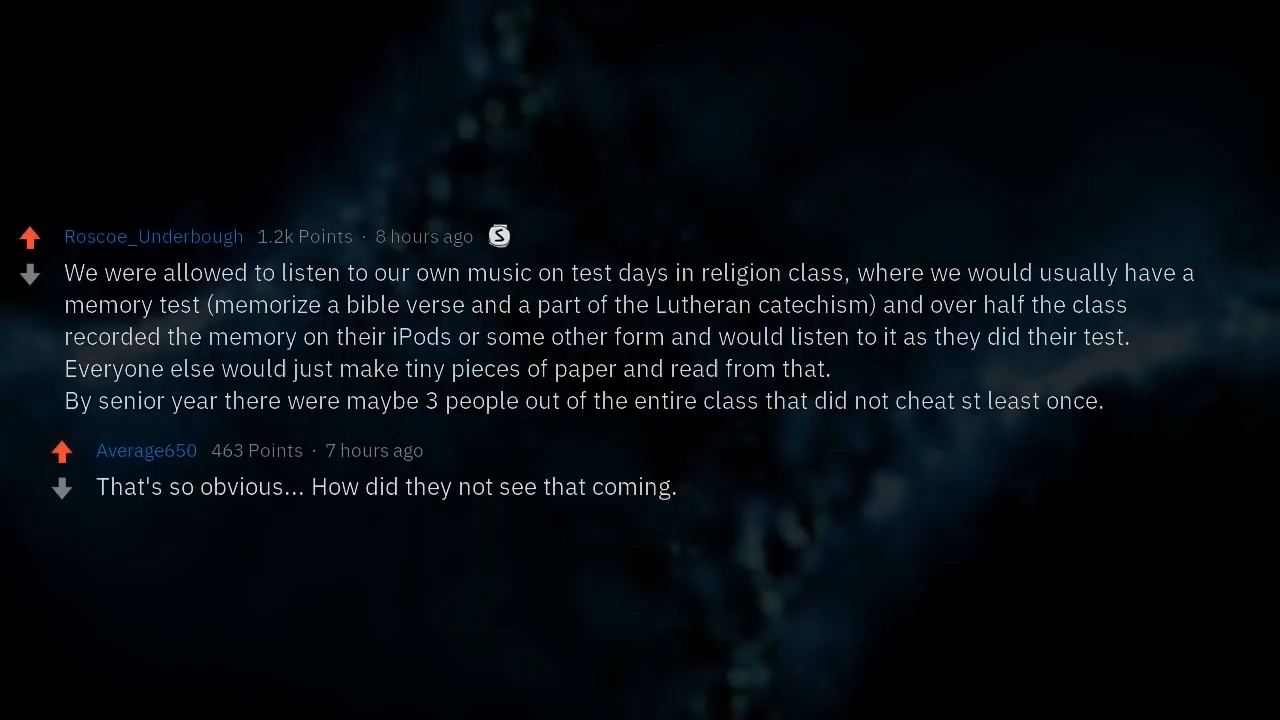 Roscoe_Underbough 1.2k Points · 8 hours ago S
We were allowed to listen to our own music on test days in religion class, where we would usually have a
memory test (memorize a bible verse and a part of the Lutheran catechism) and over half the class
recorded the memory on their iPods or some other form and would listen to it as they did their test.
Everyone else would just make tiny pieces of paper and read from that.
By senior year there were maybe 3 people out of the entire class that did not cheat st least once.
Average650 463 Points · 7 hours ago
That's so obvious... How did they not see that coming.